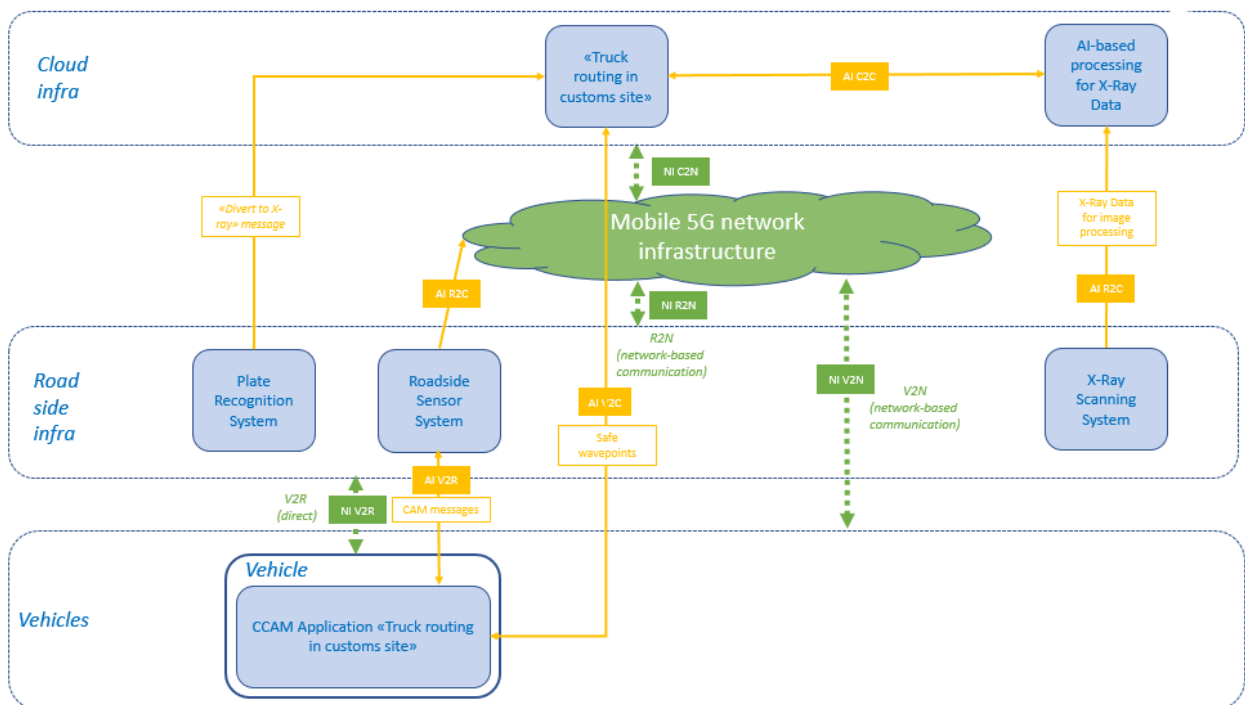 Cloud
infra
«Truck
routing in
customs site»
AI C2C
AI-based
processing
for X-Ray
Data
NI C2N
«Divert to X-
ray» message
Mobile 5G network
infrastructure
X-Ray Data
for image
processing
AI R2C
AI R2C
NI R2N
R2N
(network-based
communication)
Road
side
infra
Plate
Recognition
System
Roadside
Sensor
System
AI V2C
Safe
wavepoints
NI V2N
V2N
(network-based
communication)
X-Ray
Scanning
System
V2R
(direct)
NI V2R
AI V2R
CAM messages
Vehicles
Vehicle
CCAM Application «Truck routing
in customs site»